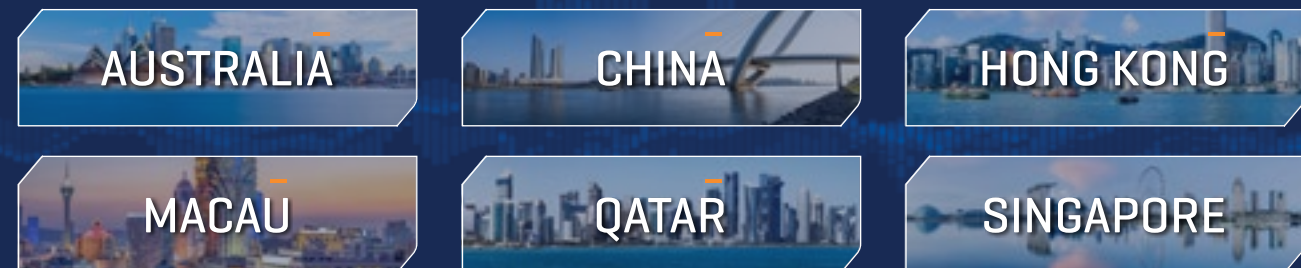 AUSTRALIA
CHINA
HONG KONG
MACAU
QATAR
SINGAPORE